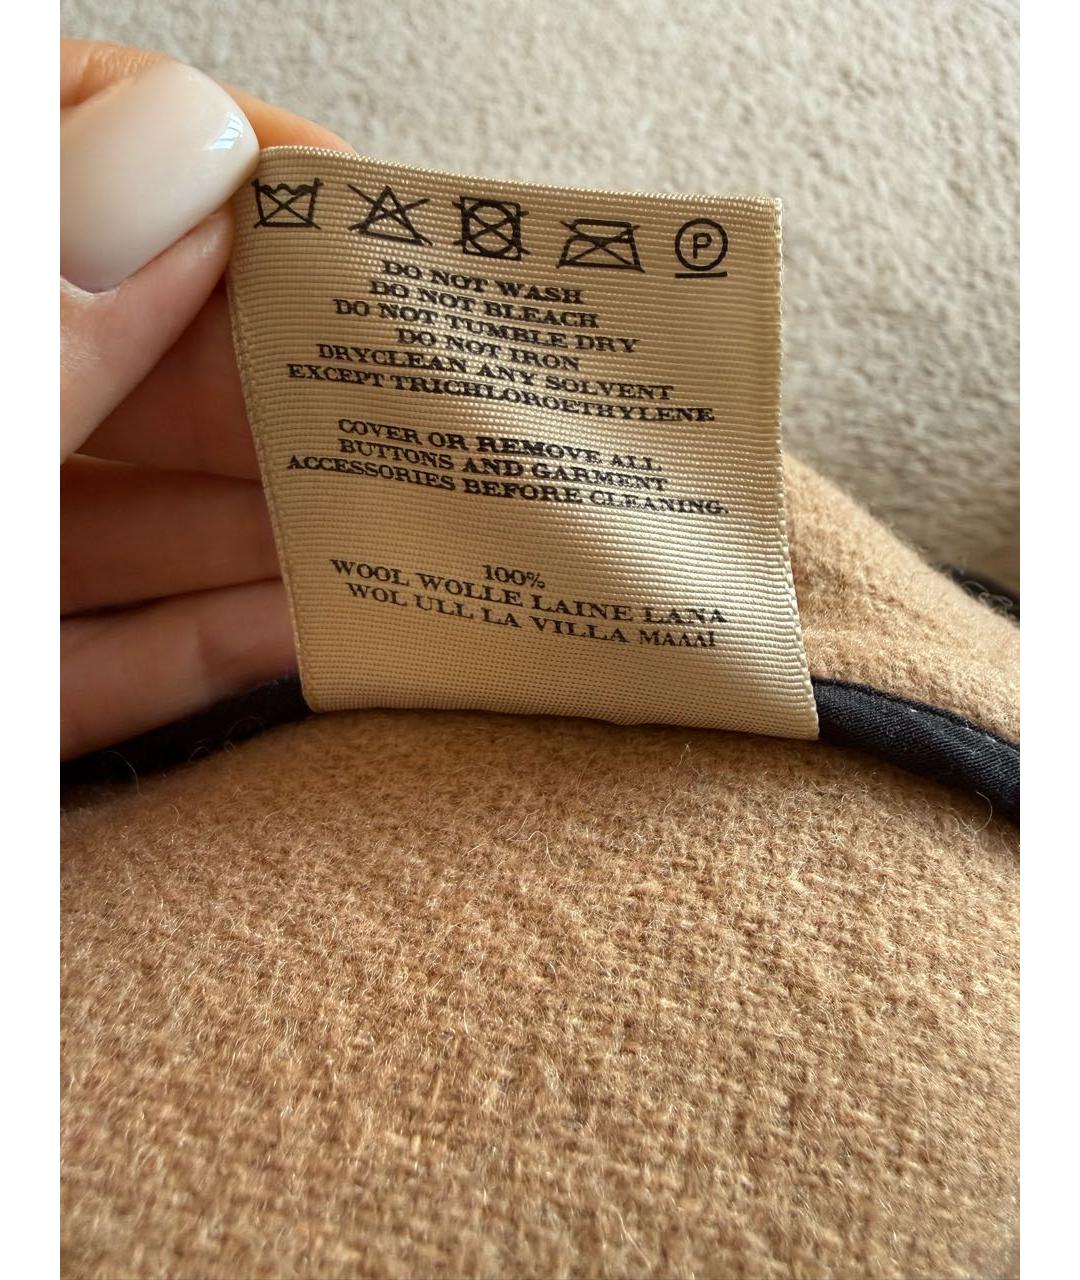 P
DO NOT WASH
DO NOT BLEACH
DO NOT TUMBLE DRY
DO NOT IRON
DRYCLEAN ANY SOLVENT
EXCEPT TRICHLOROETHYLENE
COVER OR REMOVE ALL
BUTTONS AND GARMENT
ACCESSORIES BEFORE CLEANING.
100%
WOOL WOLLE LAINE LANA
WOL ULL LA VILLA ΜΑΛΛΙ